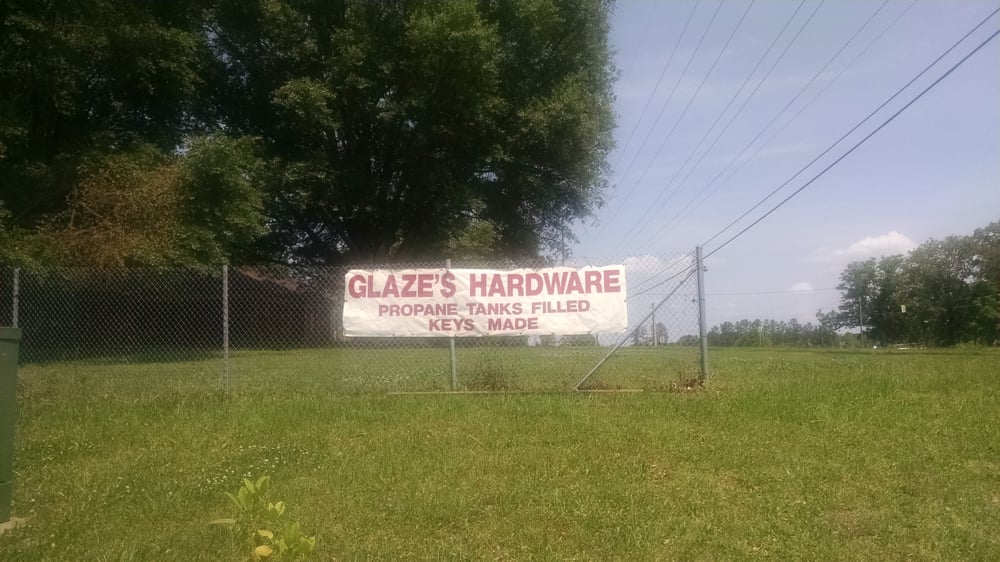 GLAZE'S HARDWARE
PROPANE TANKS FILLED
KEYS MADE